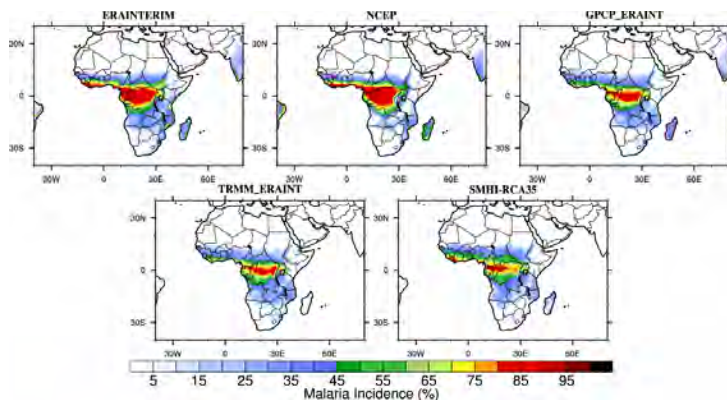 ERAINTERIM NCEP GPCP_ERAINT
30N 30N 30N
0 0 0
30S 30S 30S
30W 0 30E 60E 30W 0 30E 60E 30W 0 30E 60E
TRMM_ERAINT SMHI-RCA35
30N 30N
0 0
30S 30S
30W 0 30E 60E 30W 0 30E 60E
5 15 25 35 45 55 65 75 85 95
Malaria Incidence (%)